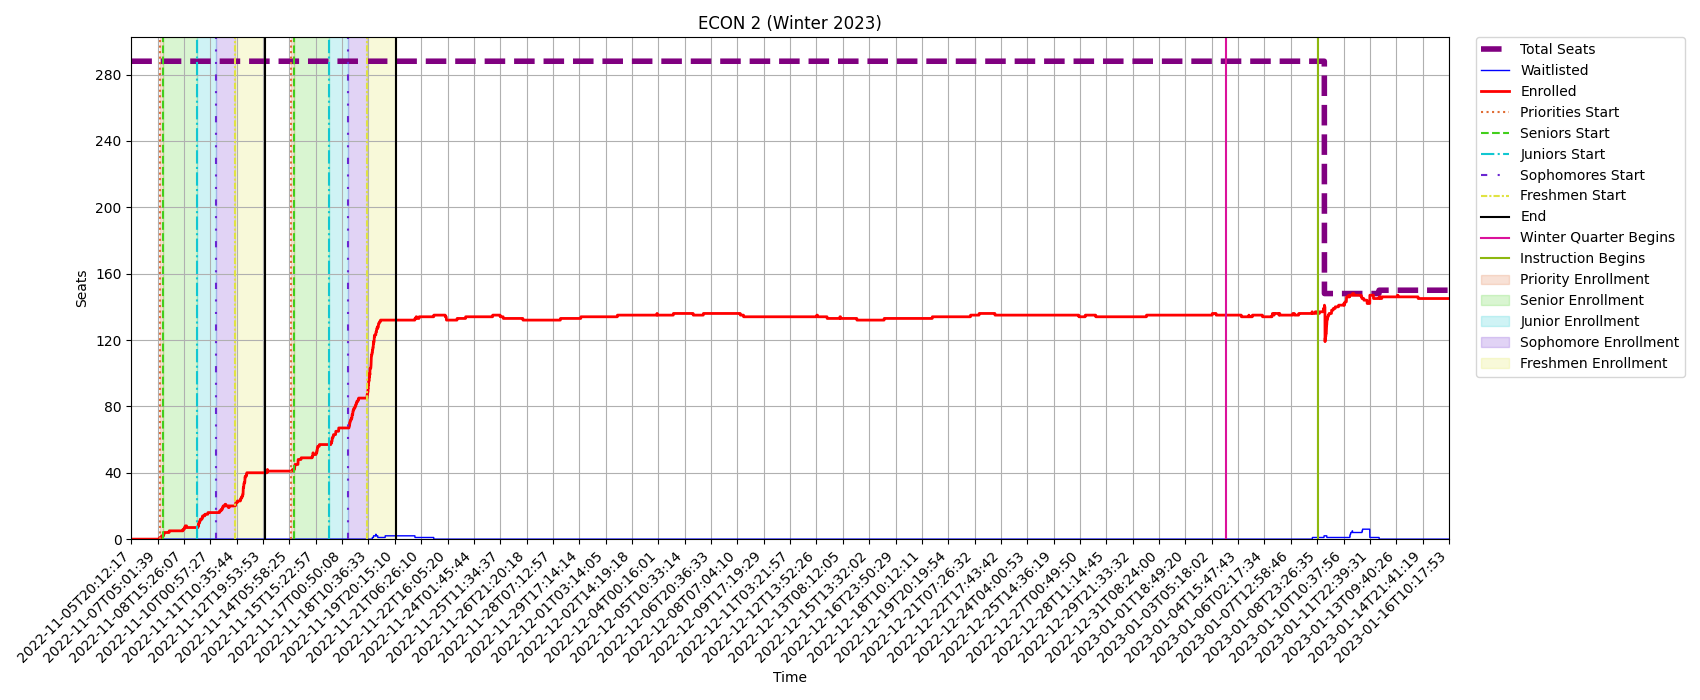 ECON 2 (Winter 2023)
Seats
280
240
200
160
120
80
40
0
2022-11-05T20:12:17
2022-11-07T05:01:39
2022-11-08T15:26:07
2022-11-10T00:57:27
2022-11-11T10:35:44
2022-11-12T19:53:53
2022-11-14T05:58:25
2022-11-15T15:22:57
2022-11-17T00:50:08
2022-11-18T10:36:33
2022-11-19T20:15:10
2022-11-21T06:26:10
2022-11-22T16:05:20
2022-11-24T01:45:44
2022-11-25T11:34:37
2022-11-26T21:20:18
2022-11-28T07:12:57
2022-11-29T17:14:14
2022-12-01T03:14:05
2022-12-02T14:19:18
2022-12-04T00:16:01
2022-12-05T10:33:14
2022-12-06T20:36:33
2022-12-08T07:04:10
2022-12-09T17:19:29
2022-12-11T03:21:57
2022-12-12T13:52:26
2022-12-13T08:12:05
2022-12-15T13:32:02
2022-12-16T23:50:29
2022-12-18T10:12:11
2022-12-19T20:19:54
2022-12-21T07:26:32
2022-12-22T17:43:42
2022-12-24T04:00:53
2022-12-25T14:36:19
2022-12-27T00:49:50
2022-12-28T11:14:45
2022-12-29T21:33:32
2022-12-31T08:24:00
2023-01-01T18:49:20
2023-01-03T05:18:02
2023-01-04T15:47:43
2023-01-06T02:17:34
2023-01-07T12:58:46
2023-01-08T23:26:35
2023-01-10T10:37:56
2023-01-11T22:39:31
2023-01-13T09:40:26
2023-01-14T21:41:19
2023-01-16T10:17:53
Time
Total Seats
Waitlisted
Enrolled
Priorities Start
Seniors Start
Juniors Start
Sophomores Start
Freshmen Start
End
Winter Quarter Begins
Instruction Begins
Priority Enrollment
Senior Enrollment
Junior Enrollment
Sophomore Enrollment
Freshmen Enrollment